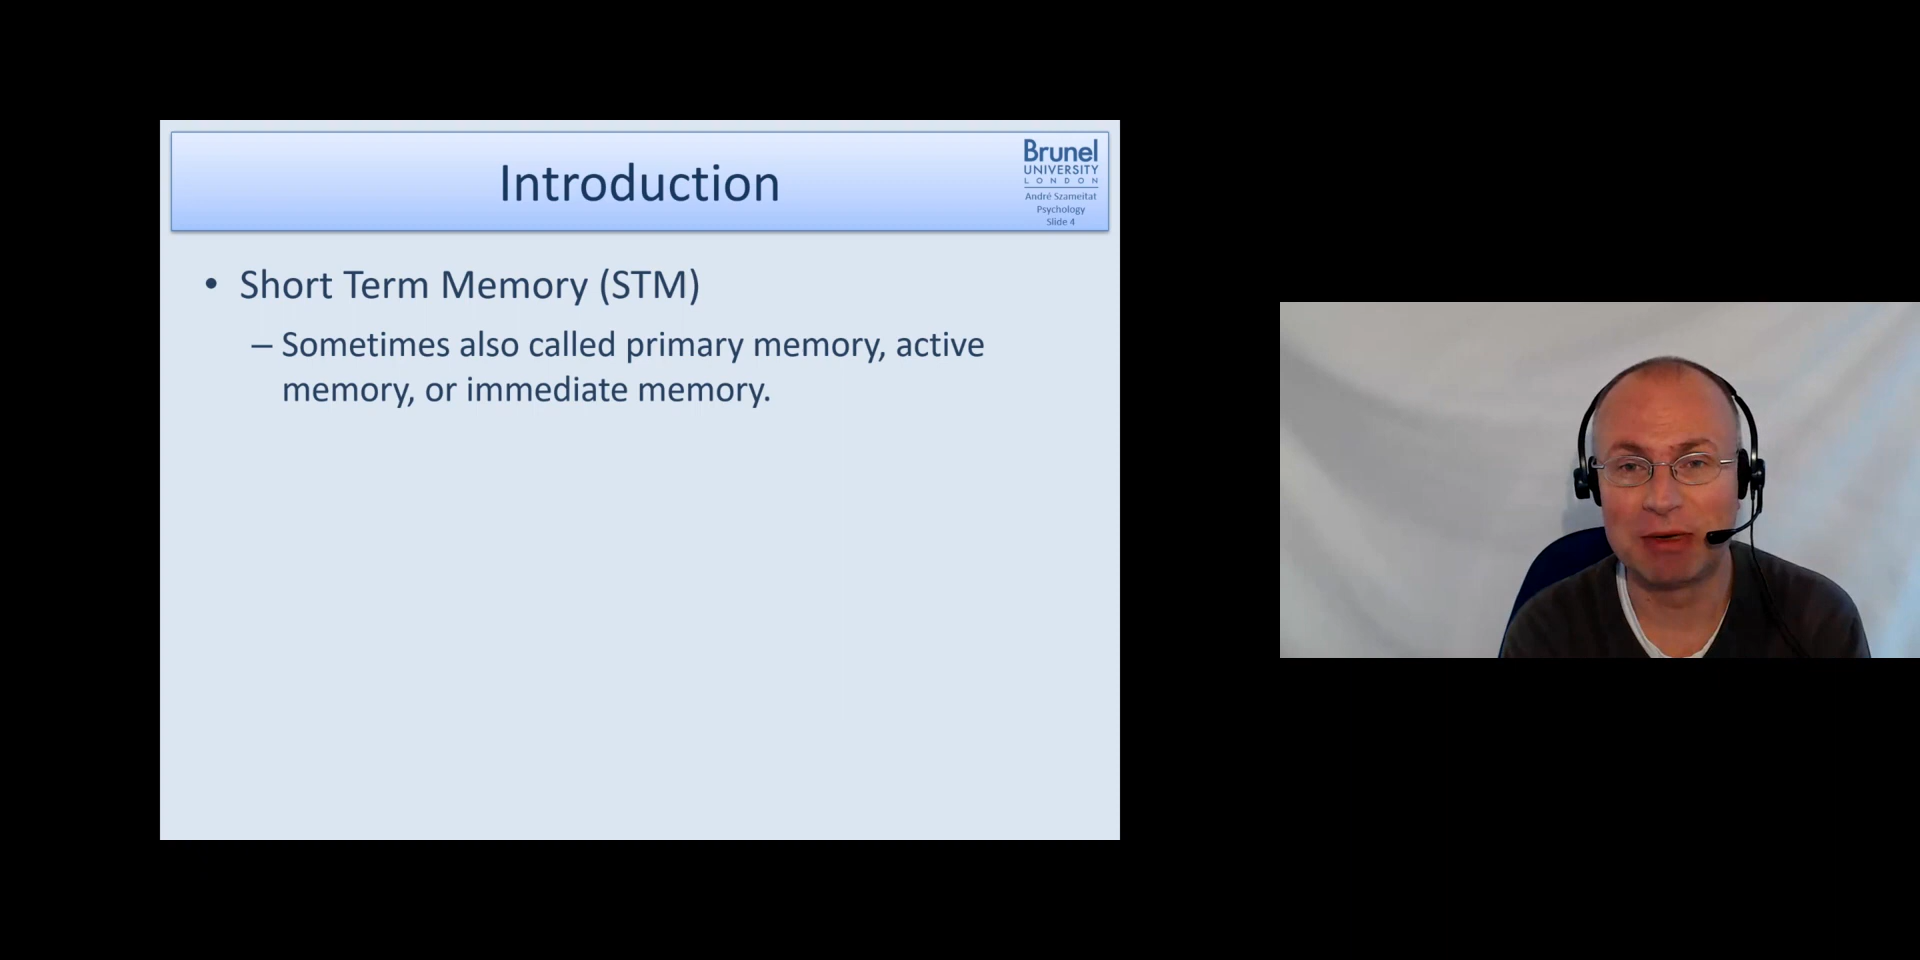 Introduction
Brunel
UNIVERSITY
LONDON
André Szameitat
Psychology
Slide 4
• Short Term Memory (STM)
– Sometimes also called primary memory, active
memory, or immediate memory.